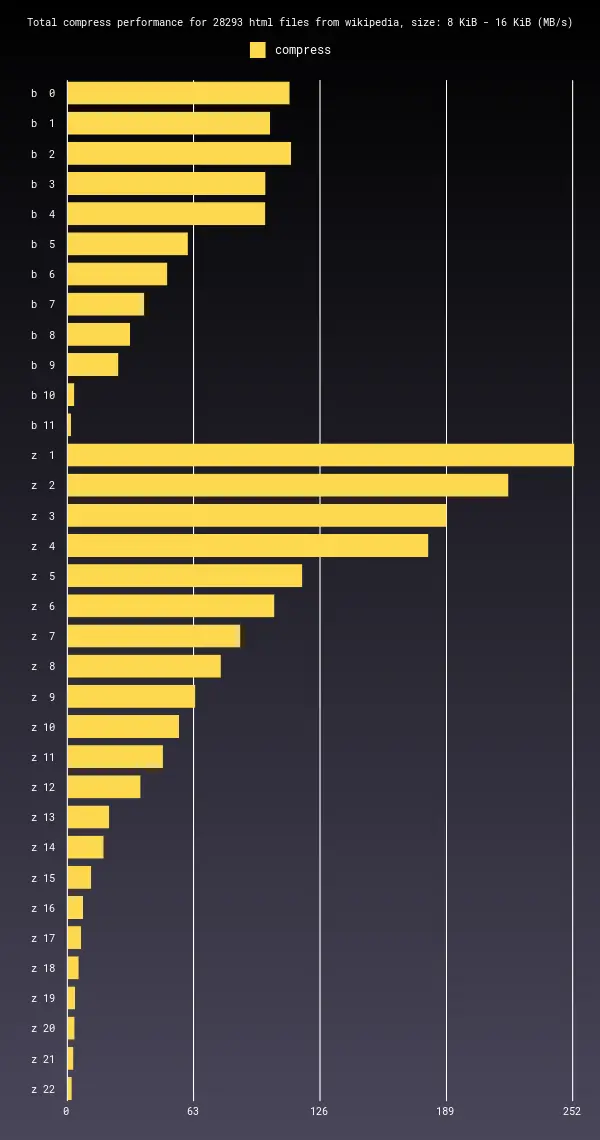 Total compress performance for 28293 html files from wikipedia, size: 8 KiB - 16 KiB (MB/s)
compress
b  0
b  1
b  2
b  3
b  4
b  5
b  6
b  7
b  8
b  9
b 10
b 11
z  1
z  2
z  3
z  4
z  5
z  6
z  7
z  8
z  9
z 10
z 11
z 12
z 13
z 14
z 15
z 16
z 17
z 18
z 19
z 20
z 21
z 22
0 63 126 189 252